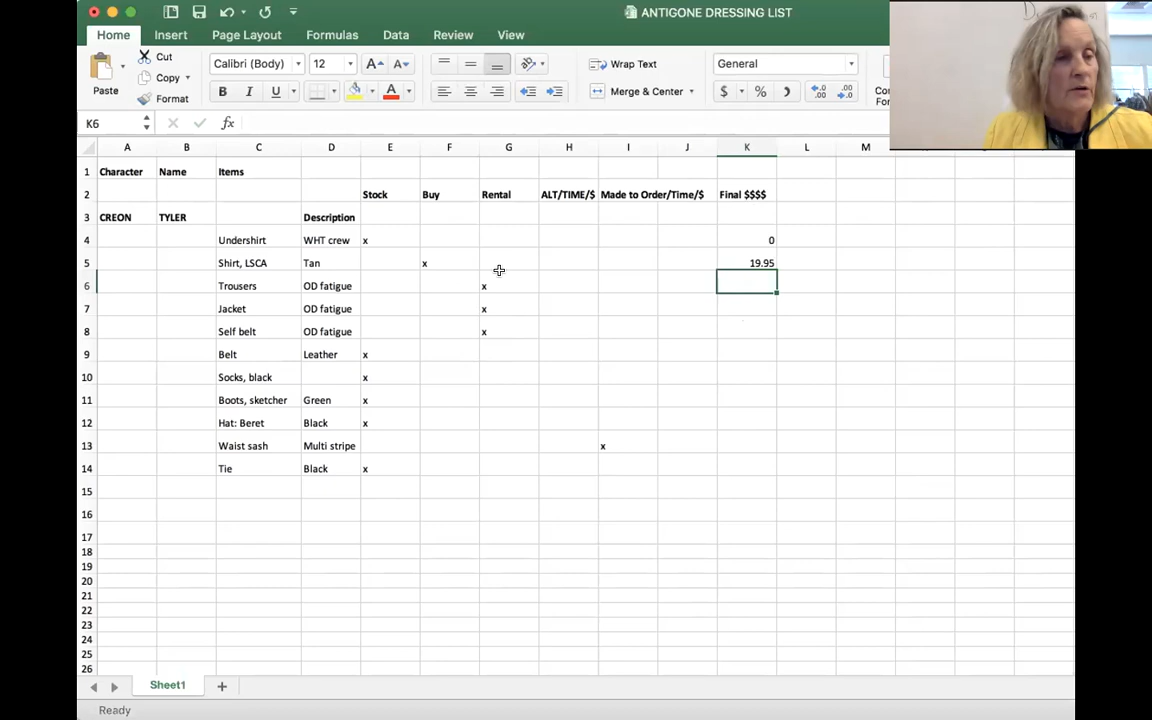 ANTIGONE DRESSING LIST
Home Insert Page Layout Formulas Data Review View
Paste Cut Copy Format
Calibri (Body) 12 A A
B I U A
Wrap Text
Merge & Center
General
$ % .00
K6 fx
A B C D E F G H I J K L M
1 Character Name Items
2 Stock Buy Rental ALT/TIME/$ Made to Order/Time/$ Final $$$$
3 CREON TYLER Description
4 Undershirt WHT crew x 0
5 Shirt, LSCA Tan x 19.95
6 Trousers OD fatigue x
7 Jacket OD fatigue x
8 Self belt OD fatigue x
9 Belt Leather x
10 Socks, black x
11 Boots, sketcher Green x
12 Hat: Beret Black x
13 Waist sash Multi stripe x
14 Tie Black x
15
16
17
18
19
20
21
22
23
24
25
26
Sheet1
Ready